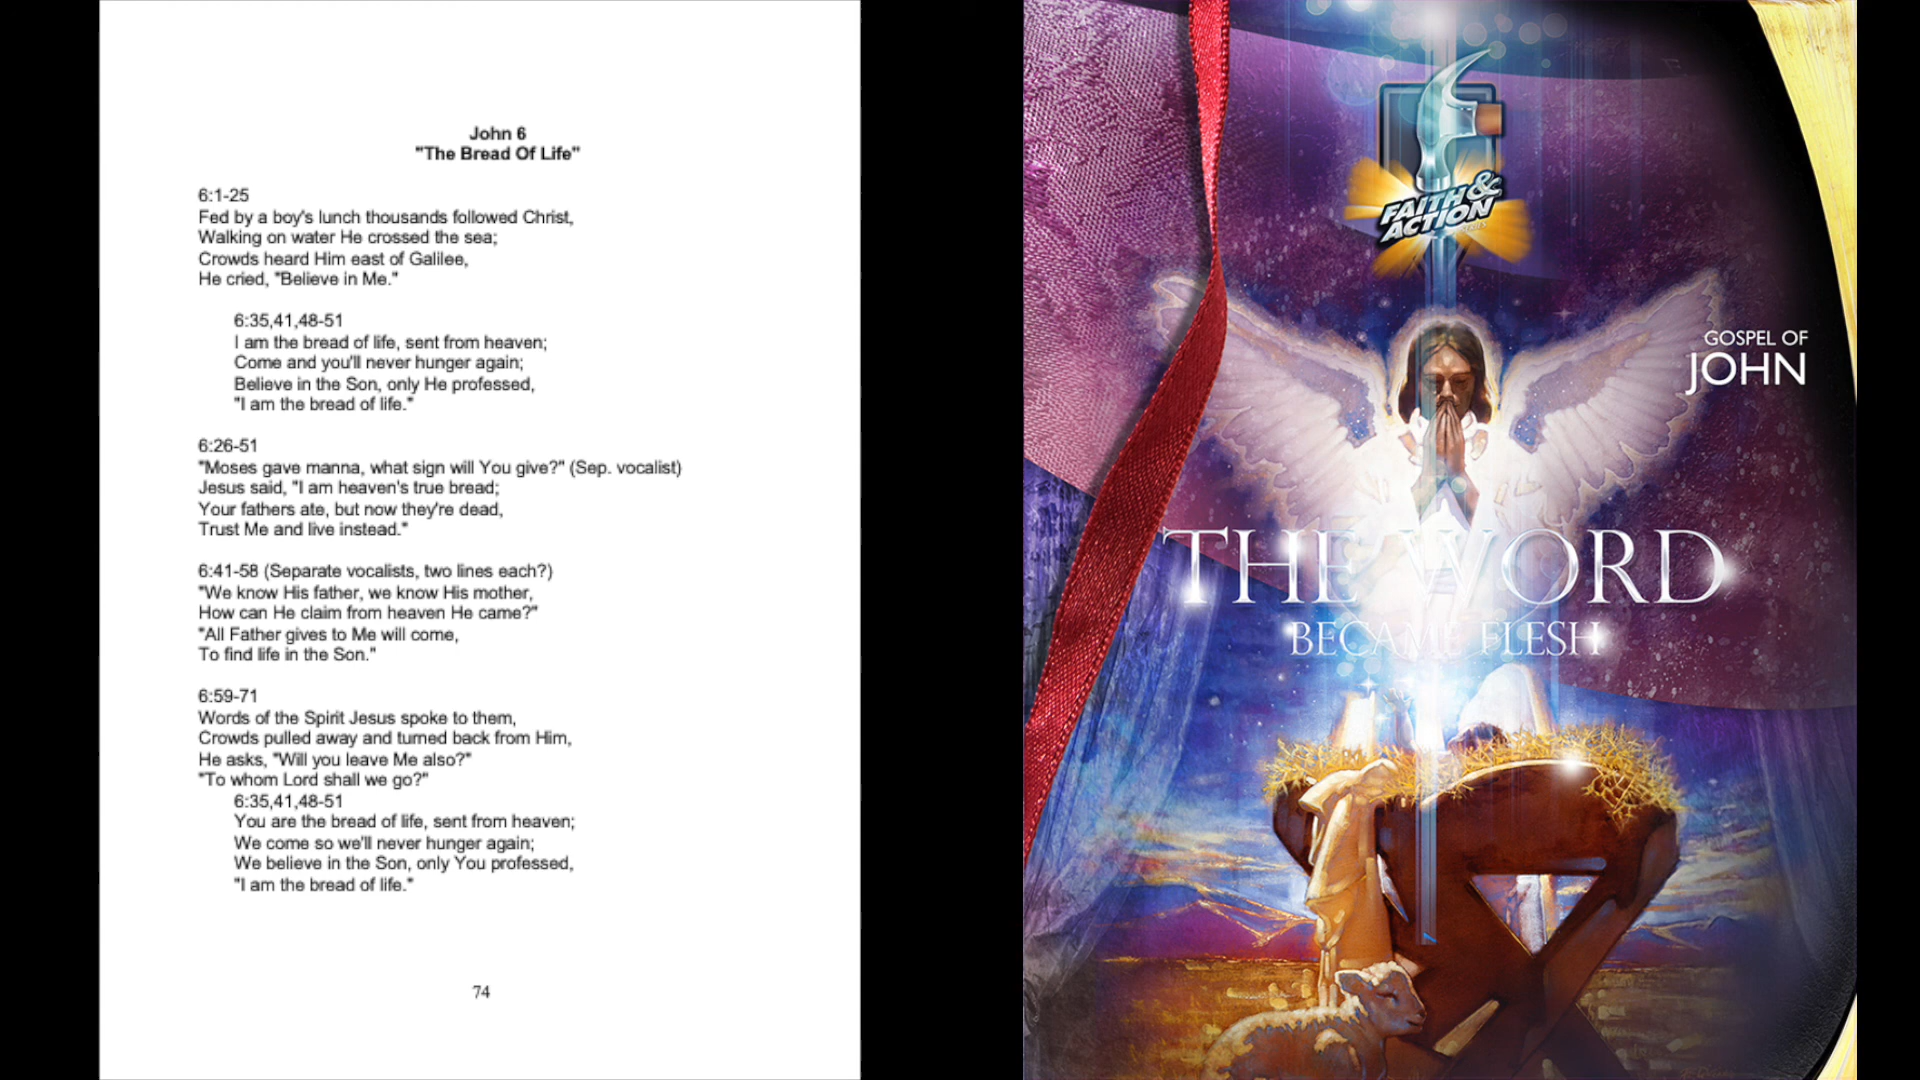 John 6
"The Bread Of Life"
6:1-25
Fed by a boy's lunch thousands followed Christ,
Walking on water He crossed the sea;
Crowds heard Him east of Galilee,
He cried, "Believe in Me."
6:35,41,48-51
I am the bread of life, sent from heaven;
Come and you'll never hunger again;
Believe in the Son, only He professed,
"I am the bread of life."
6:26-51
"Moses gave manna, what sign will You give?" (Sep. vocalist)
Jesus said, "I am heaven's true bread;
Your fathers ate, but now they're dead,
Trust Me and live instead."
6:41-58 (Separate vocalists, two lines each?)
"We know His father, we know His mother,
How can He claim from heaven He came?"
"All Father gives to Me will come,
To find life in the Son."
6:59-71
Words of the Spirit Jesus spoke to them,
Crowds pulled away and turned back from Him,
He asks, "Will you leave Me also?"
"To whom Lord shall we go?"
6:35,41,48-51
You are the bread of life, sent from heaven;
We come so we'll never hunger again;
We believe in the Son, only You professed,
"I am the bread of life."
74
FAITH &
ACTION
SERIES
GOSPEL OF
JOHN
THE WORD
BECAME FLESH